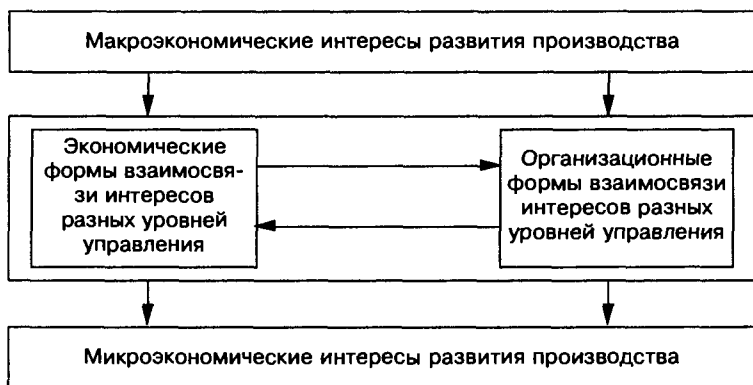 Макроэкономические интересы развития производства
Экономические
формы взаимосвя-
зи интересов
разных уровней
управления
Организационные
формы взаимосвязи
интересов разных
уровней управления
Микроэкономические интересы развития производства